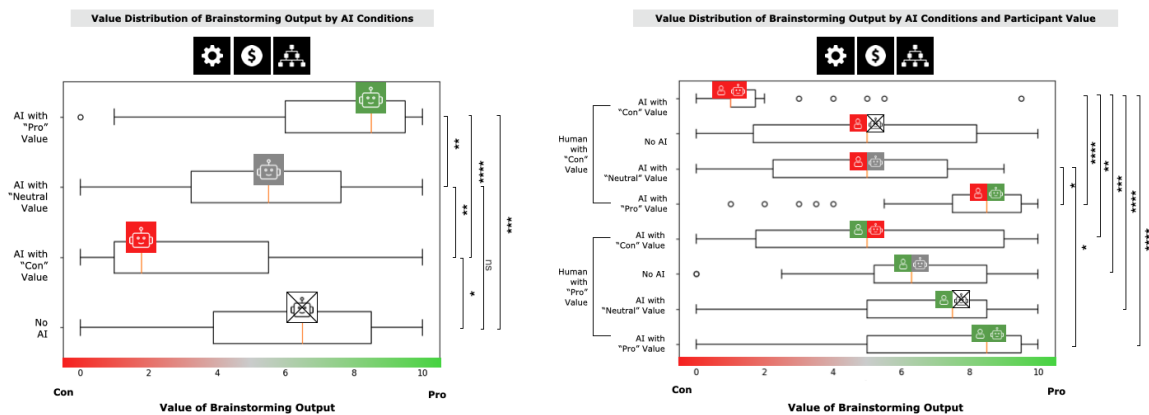 Value Distribution of Brainstorming Output by AI Conditions
$
AI with
"Pro"
Value
AI with
"Neutral
Value
AI with
"Con"
Value
No
AI
**
****
**
**
***
ns
*
0 2 4 6 8 10
Con
Pro
Value of Brainstorming Output
Value Distribution of Brainstorming Output by AI Conditions and Participant Value
$
Human
with
"Con"
Value
AI with
"Con" Value
No AI
AI with
"Neutral" Value
AI with
"Pro" Value
Human
with
"Pro"
Value
AI with
"Con" Value
No AI
AI with
"Neutral" Value
AI with
"Pro" Value
*
*
****
**
***
****
****
0 2 4 6 8 10
Con
Pro
Value of Brainstorming Output